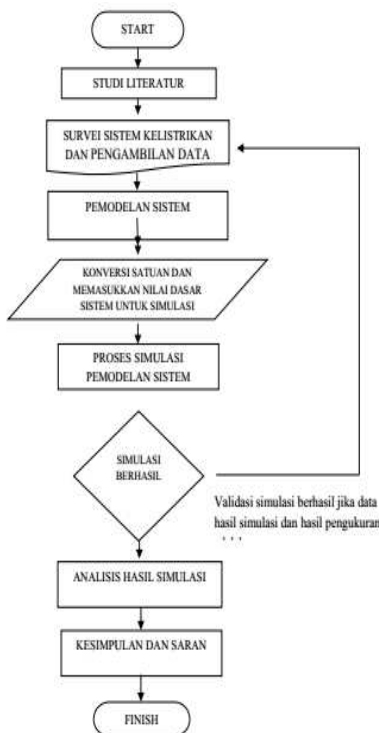 START
STUDI LITERATUR
SURVEI SISTEM KELISTRIKAN
DAN PENGAMBILAN DATA
PEMODELAN SISTEM
KONVERSI SATUAN DAN
MEMASUKKAN NILAI DASAR
SISTEM UNTUK SIMULASI
PROSES SIMULASI
PEMODELAN SISTEM
SIMULASI
BERHASIL
Validasi simulasi berhasil jika data
hasil simulasi dan hasil pengukuran
ANALISIS HASIL SIMULASI
KESIMPULAN DAN SARAN
FINISH